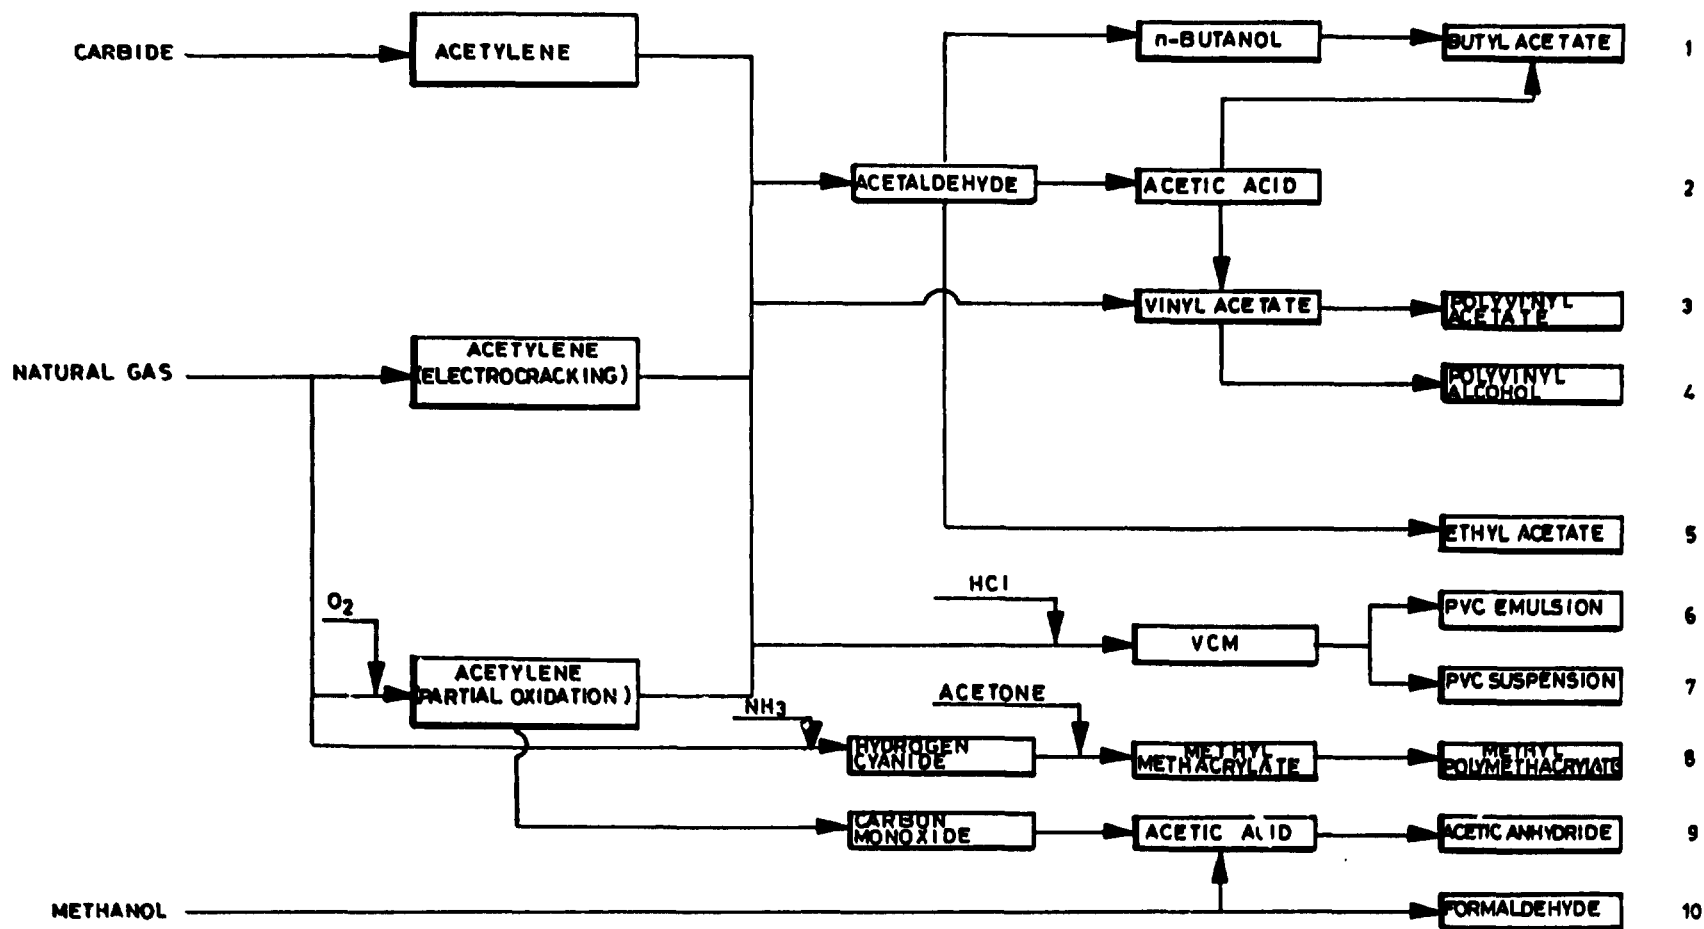 CARBIDE
ACETYLENE
n-BUTANOL
BUTYL ACETATE
1
ACETALDEHYDE
ACETIC ACID
2
VINYL ACETATE
POLYVINYL
ACETATE
3
NATURAL GAS
ACETYLENE
(ELECTROCRACKING)
POLYVINYL
ALCOHOL
4
ETHYL ACETATE
5
O2
HCl
PVC EMULSION
6
ACETYLENE
(PARTIAL OXIDATION)
VCM
PVC SUSPENSION
7
NH3
ACETONE
HYDROGEN
CYANIDE
METHYL
METHACRYLATE
METHYL
POLYMETHACRYLATE
8
CARBON
MONOXIDE
ACETIC ACID
ACETIC ANHYDRIDE
9
METHANOL
FORMALDEHYDE
10